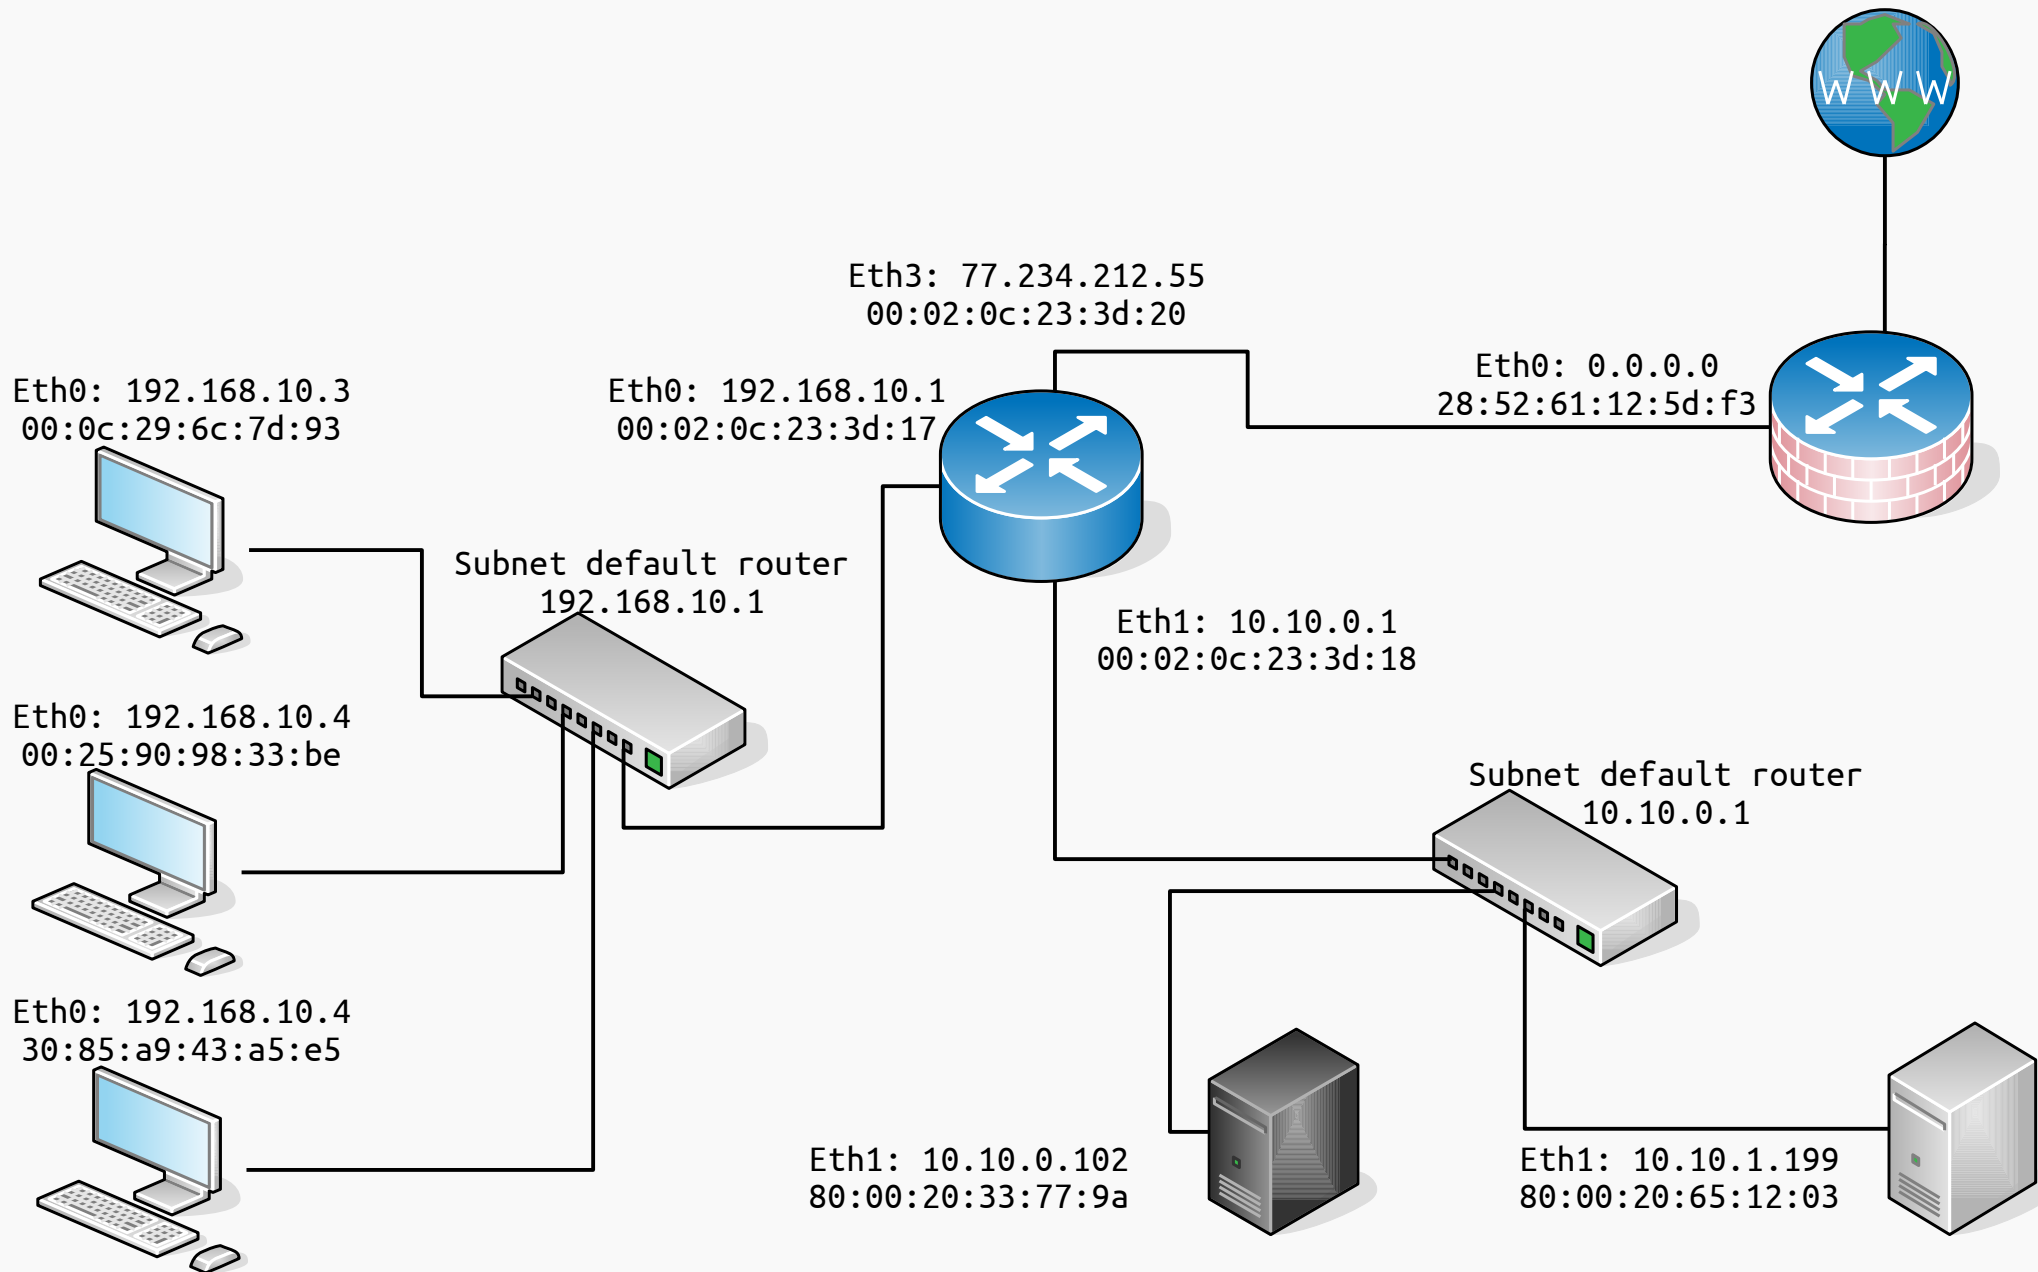 W W W
Eth3: 77.234.212.55
00:02:0c:23:3d:20
Eth0: 0.0.0.0
28:52:61:12:5d:f3
Eth0: 192.168.10.3
00:0c:29:6c:7d:93
Eth0: 192.168.10.1
00:02:0c:23:3d:17
Subnet default router
192.168.10.1
Eth1: 10.10.0.1
00:02:0c:23:3d:18
Eth0: 192.168.10.4
00:25:90:98:33:be
Subnet default router
10.10.0.1
Eth0: 192.168.10.4
30:85:a9:43:a5:e5
Eth1: 10.10.0.102
80:00:20:33:77:9a
Eth1: 10.10.1.199
80:00:20:65:12:03